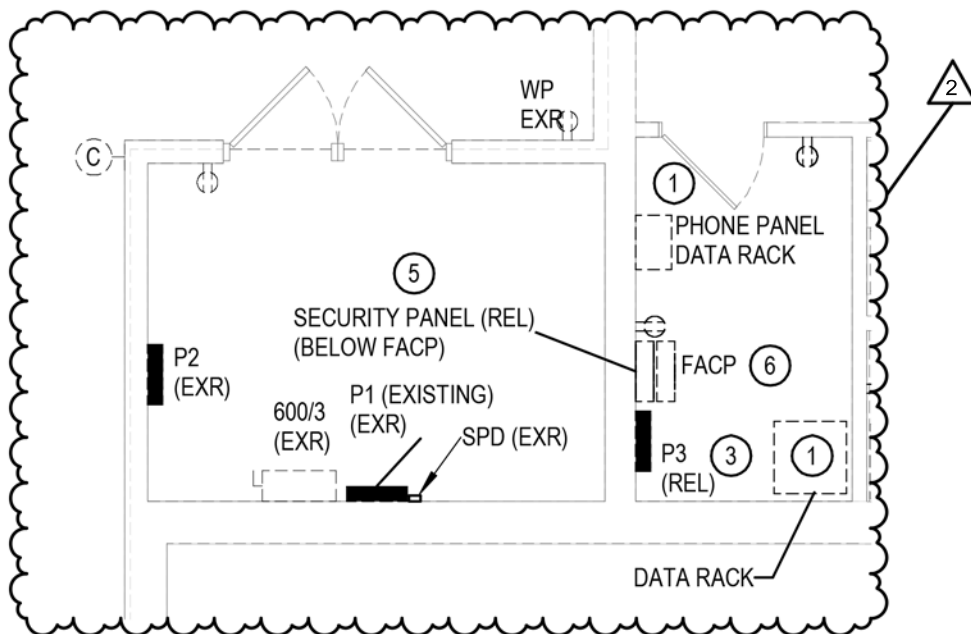 2
WP
EXR
C
1
PHONE PANEL
DATA RACK
5
SECURITY PANEL (REL)
(BELOW FACP)
P2
(EXR)
FACP
6
P1 (EXISTING)
(EXR)
600/3
(EXR)
SPD (EXR)
P3
(REL)
3
1
DATA RACK